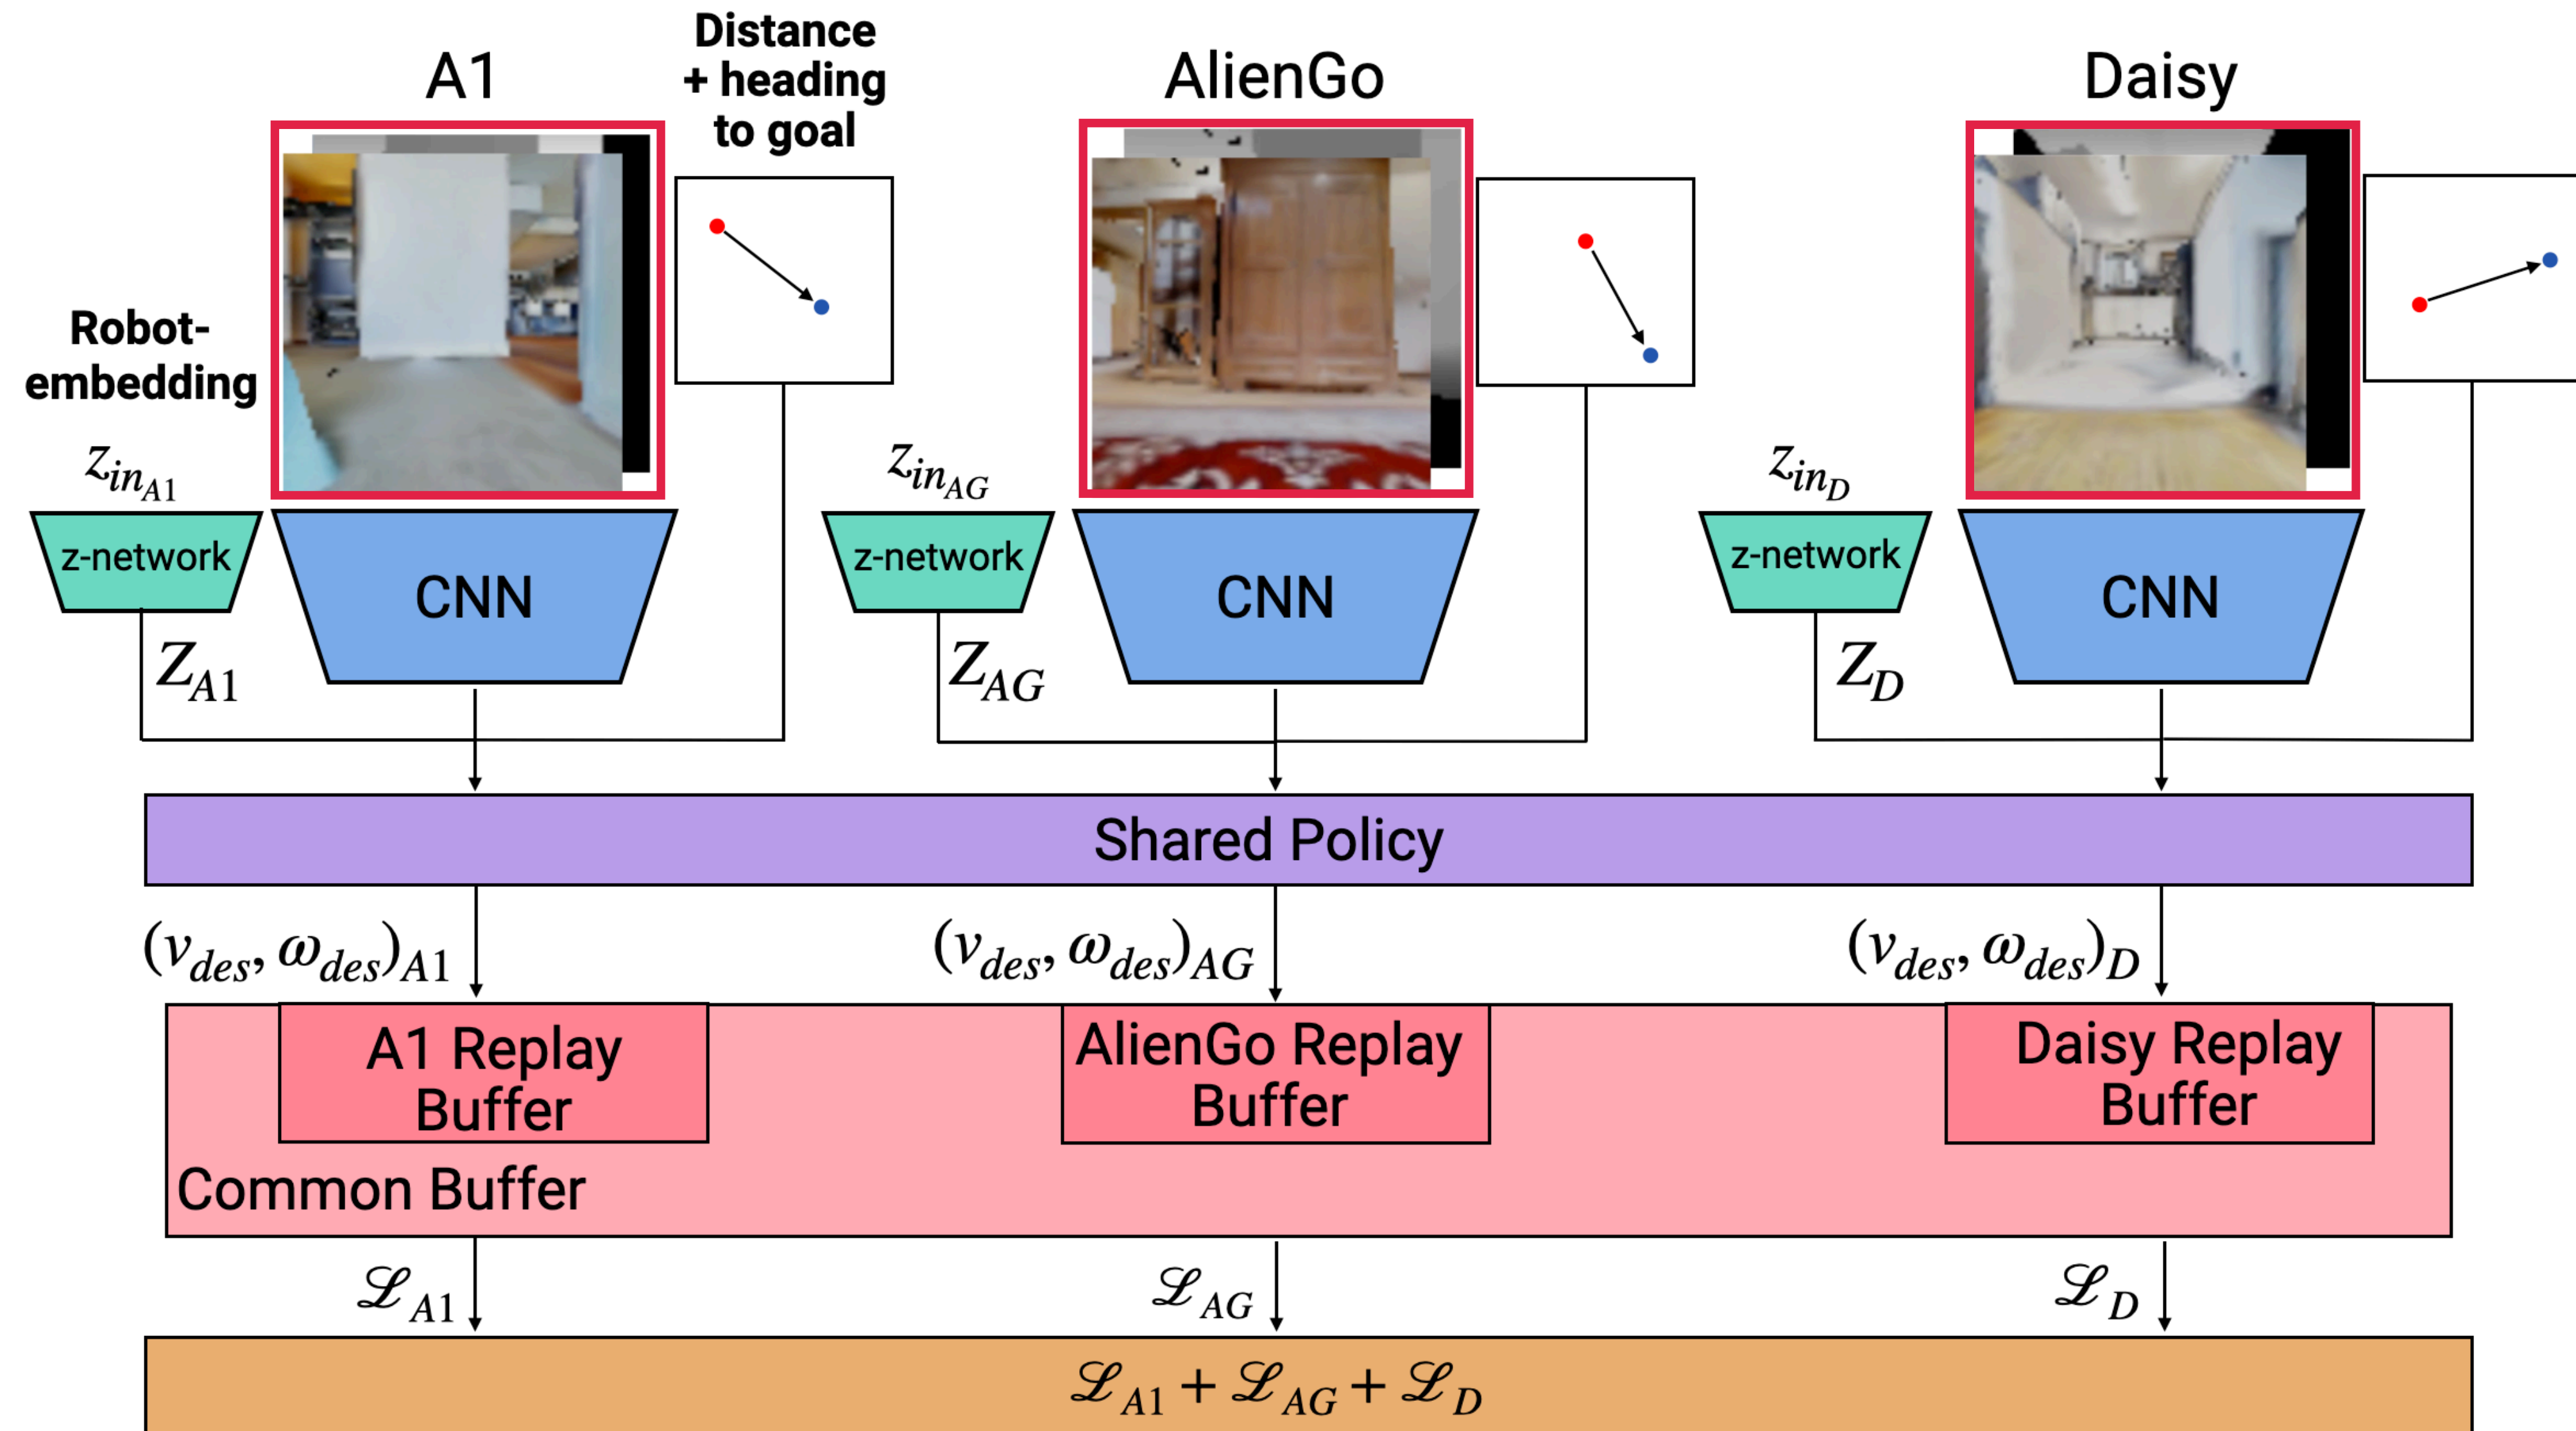 A1
Distance
+ heading
to goal
AlienGo
Daisy
Robot-
embedding
z_{in_{A1}}
z_{in_{AG}}
z_{in_D}
z-network
CNN
z-network
CNN
z-network
CNN
Z_{A1}
Z_{AG}
Z_D
Shared Policy
(v_{des}, ω_{des})_{A1}
(v_{des}, ω_{des})_{AG}
(v_{des}, ω_{des})_D
A1 Replay
Buffer
AlienGo Replay
Buffer
Daisy Replay
Buffer
Common Buffer
ℒ_{A1}
ℒ_{AG}
ℒ_D
ℒ_{A1} + ℒ_{AG} + ℒ_D